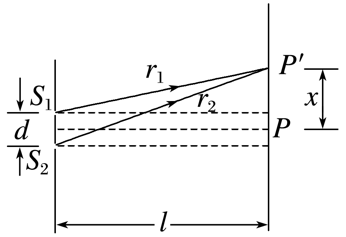 P′
r₁
r₂
x
S₁
d
P
S₂
l